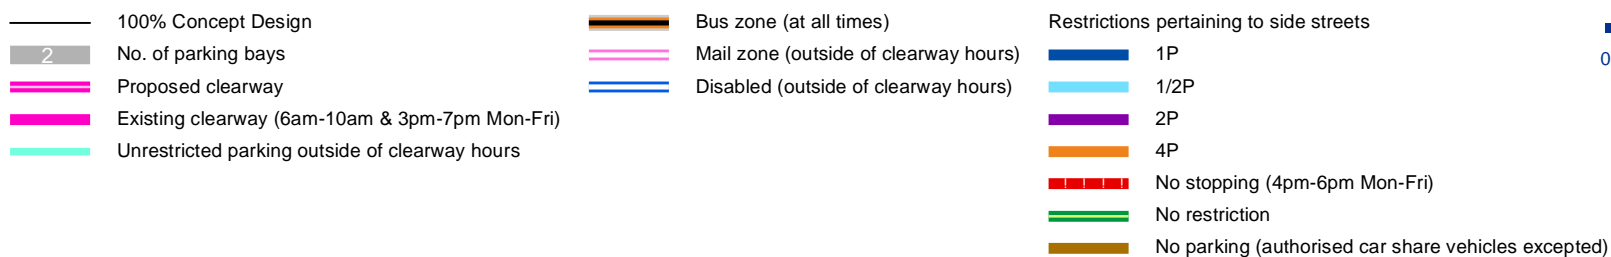 100% Concept Design
2 No. of parking bays
Proposed clearway
Existing clearway (6am-10am & 3pm-7pm Mon-Fri)
Unrestricted parking outside of clearway hours
Bus zone (at all times)
Mail zone (outside of clearway hours)
Disabled (outside of clearway hours)
Restrictions pertaining to side streets
1P
1/2P
2P
4P
No stopping (4pm-6pm Mon-Fri)
No restriction
No parking (authorised car share vehicles excepted)
0